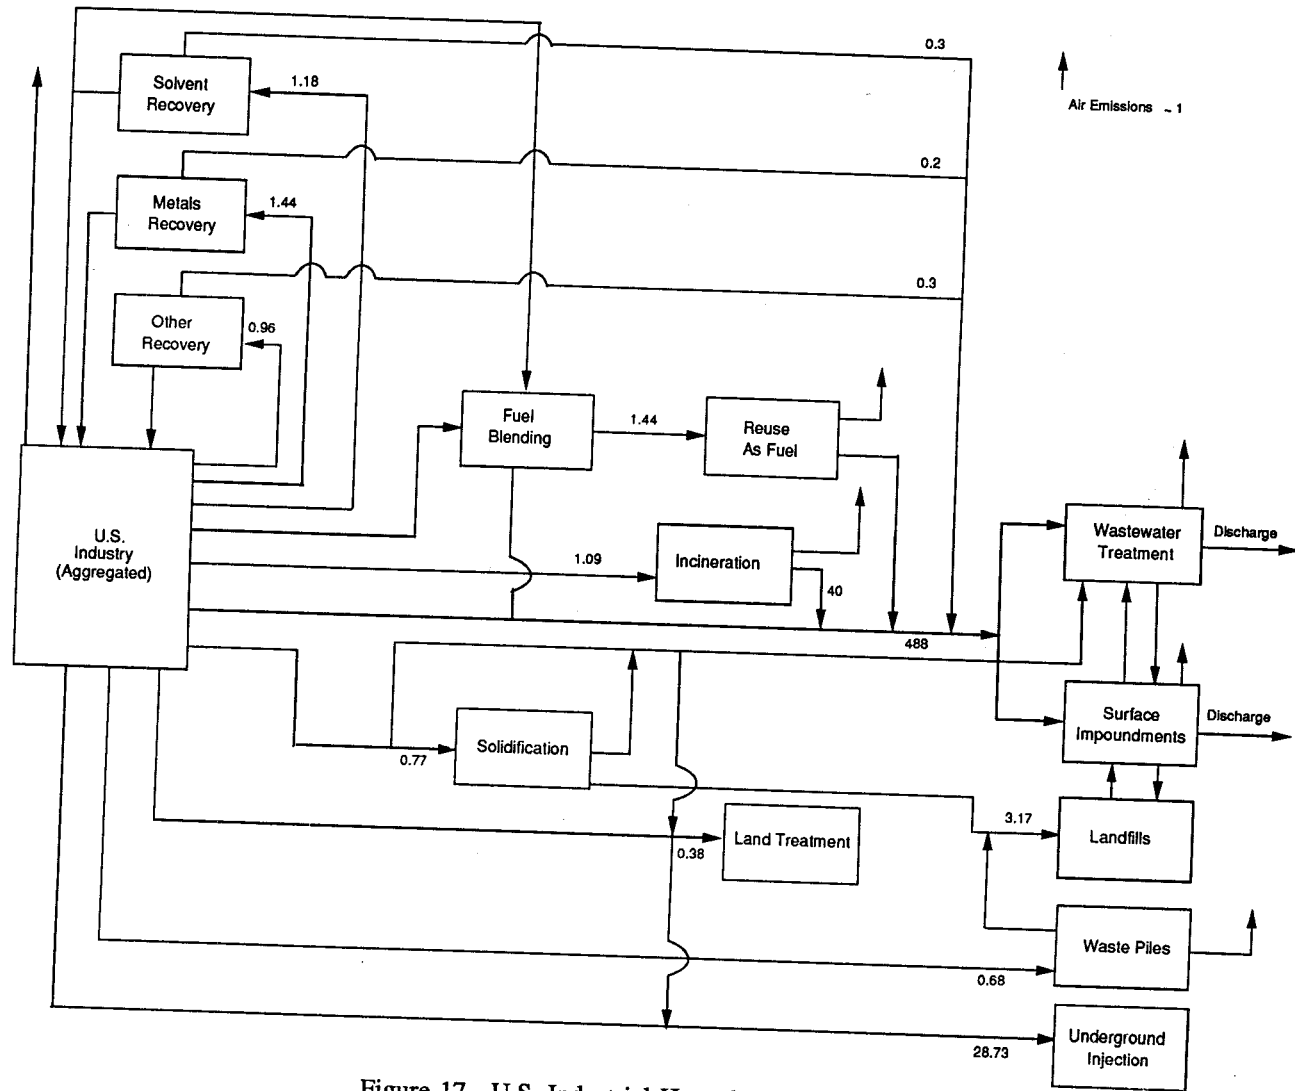 0.3
Solvent
Recovery
1.18
Air Emissions ~ 1
0.2
Metals
Recovery
1.44
0.3
Other
Recovery
0.96
Fuel
Blending
1.44
Reuse
As Fuel
U.S.
Industry
(Aggregated)
1.09
Incineration
40
Wastewater
Treatment
Discharge
488
Surface
Impoundments
Discharge
Solidification
0.77
3.17
Landfills
Land Treatment
0.38
Waste Piles
0.68
Underground
Injection
28.73
Figure 17. U.S. Industrial